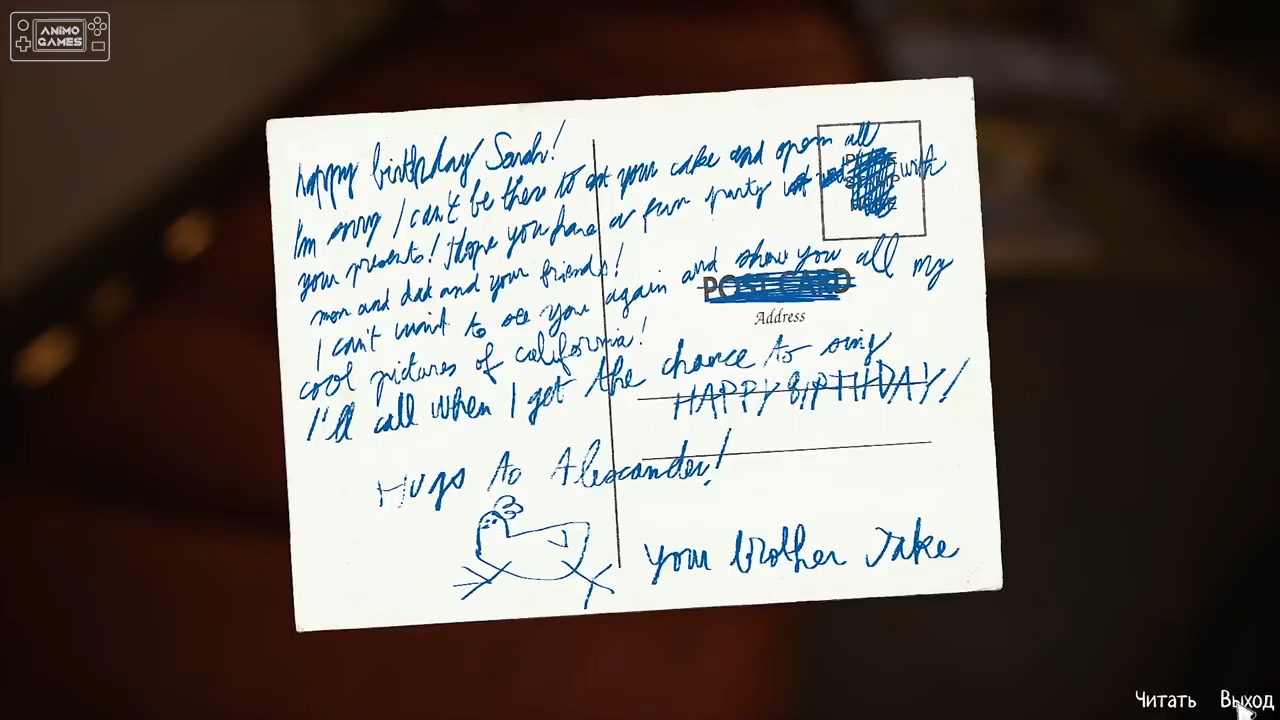 ANIMO
GAMES
happy birthday Sarah!
I'm sorry I can't be there to eat your cake and open all
your presents! Hope you have a fun party with
mom and dad and your friends!
I can't wait to see you again and show you all my
cool pictures of california!
I'll call when I get the chance to sing
HAPPY BIRTHDAY!
Hugs to Alexander!
your brother Jake
POST CARD
Address
Читать Выход